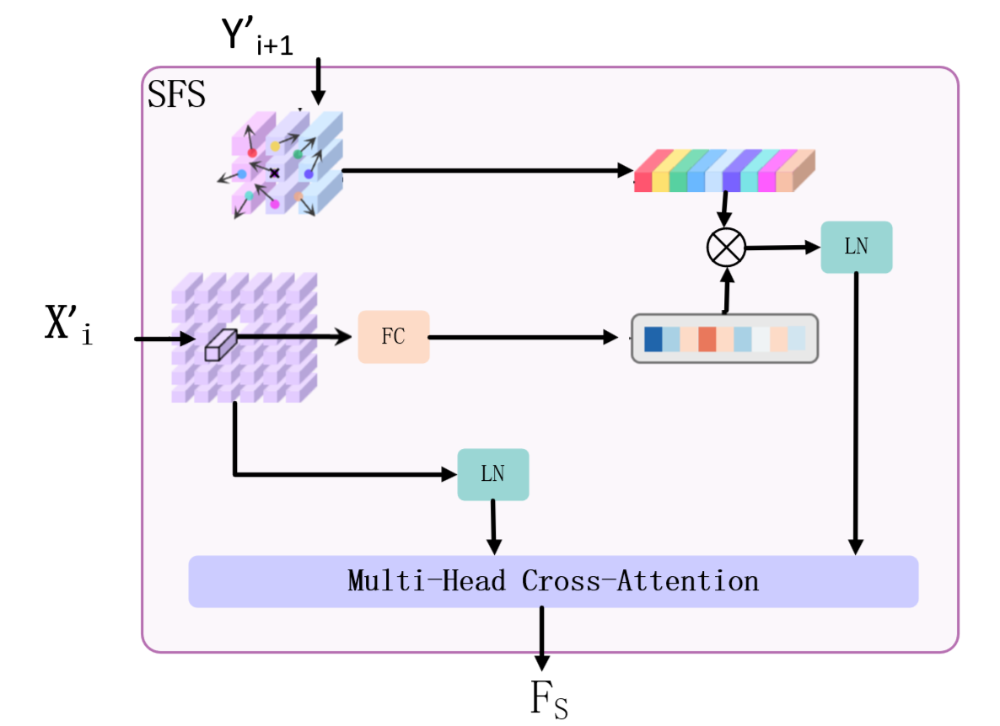 Y′i+1
SFS
LN
X′i
FC
LN
Multi-Head Cross-Attention
FS